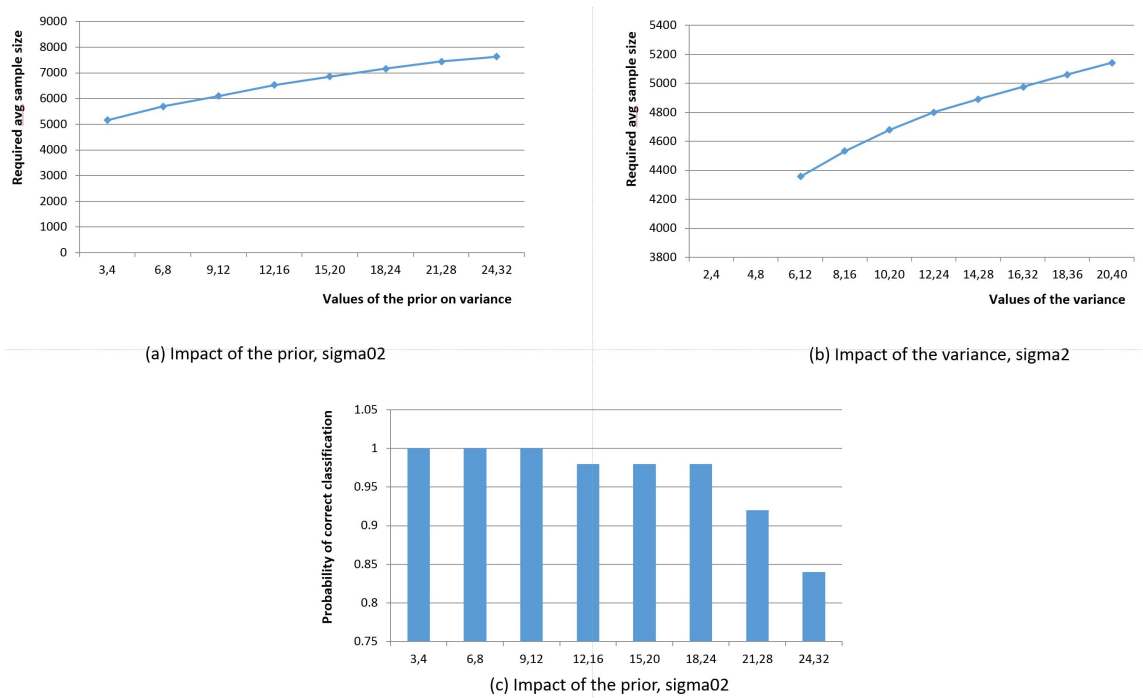 Required avg sample size
9000
8000
7000
6000
5000
4000
3000
2000
1000
0
3,4 6,8 9,12 12,16 15,20 18,24 21,28 24,32
Values of the prior on variance
(a) Impact of the prior, sigma02
Required avg sample size
5400
5200
5000
4800
4600
4400
4200
4000
3800
2,4 4,8 6,12 8,16 10,20 12,24 14,28 16,32 18,36 20,40
Values of the variance
(b) Impact of the variance, sigma2
Probability of correct classification
1.05
1
0.95
0.9
0.85
0.8
0.75
3,4 6,8 9,12 12,16 15,20 18,24 21,28 24,32
(c) Impact of the prior, sigma02